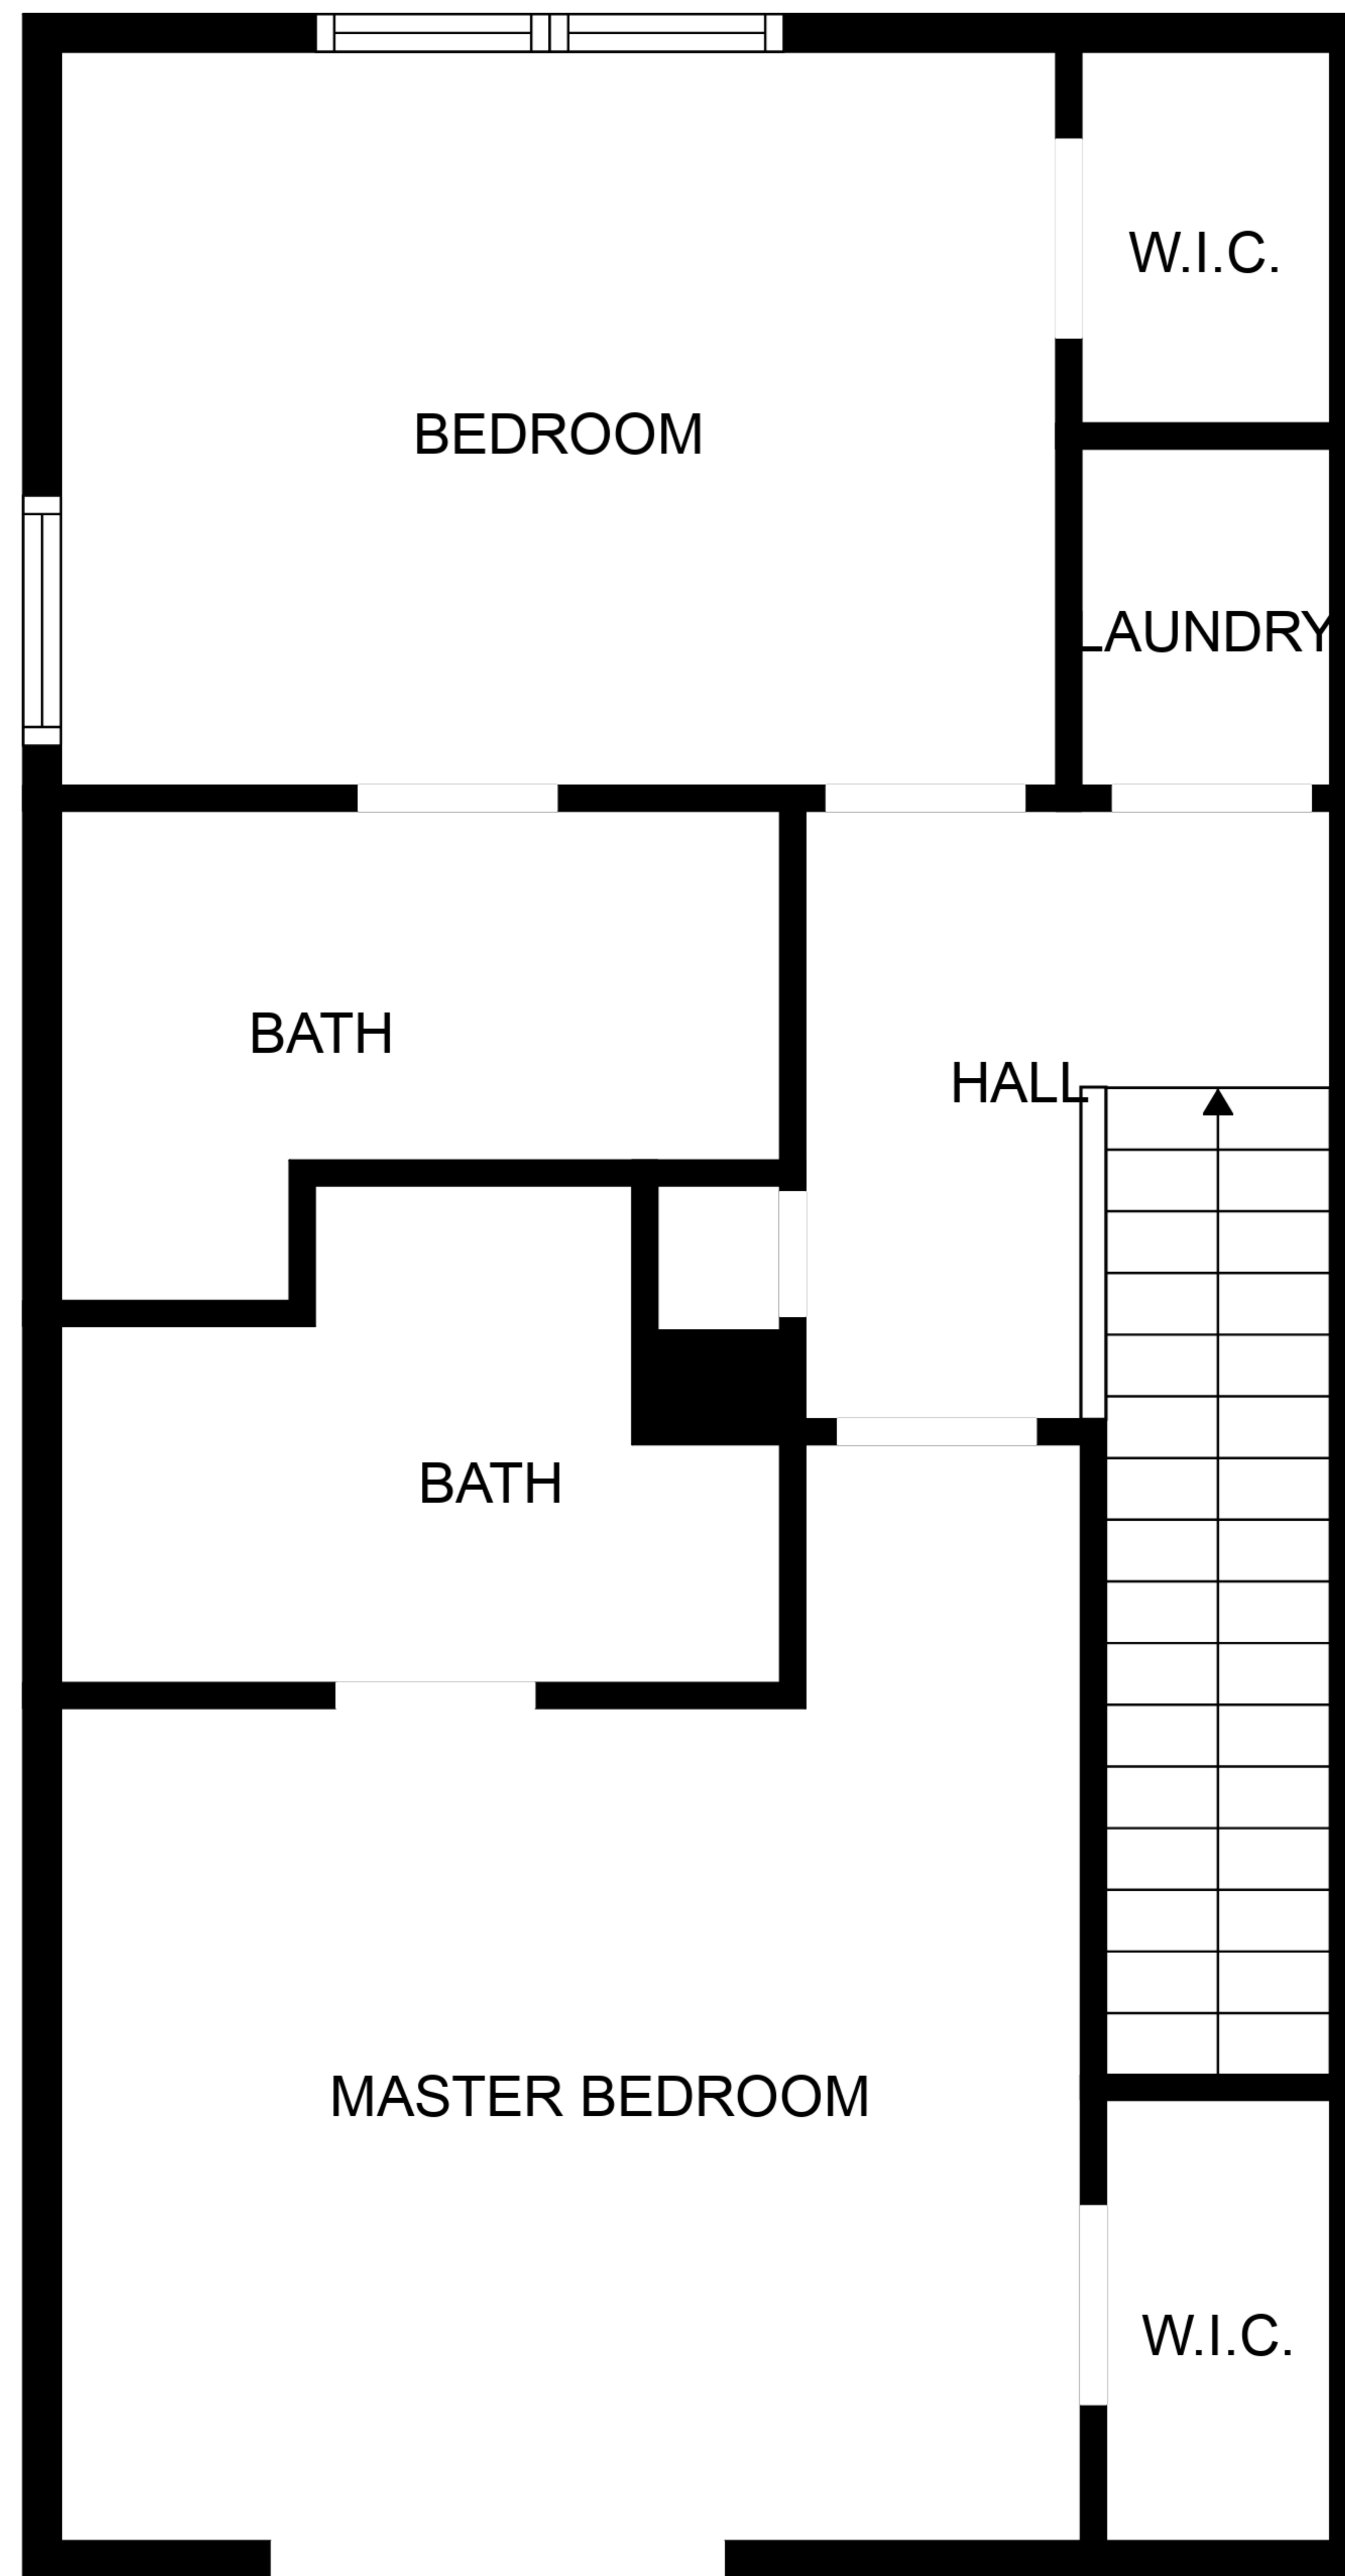 W.I.C.
BEDROOM
LAUNDRY
BATH
HALL
BATH
MASTER BEDROOM
W.I.C.